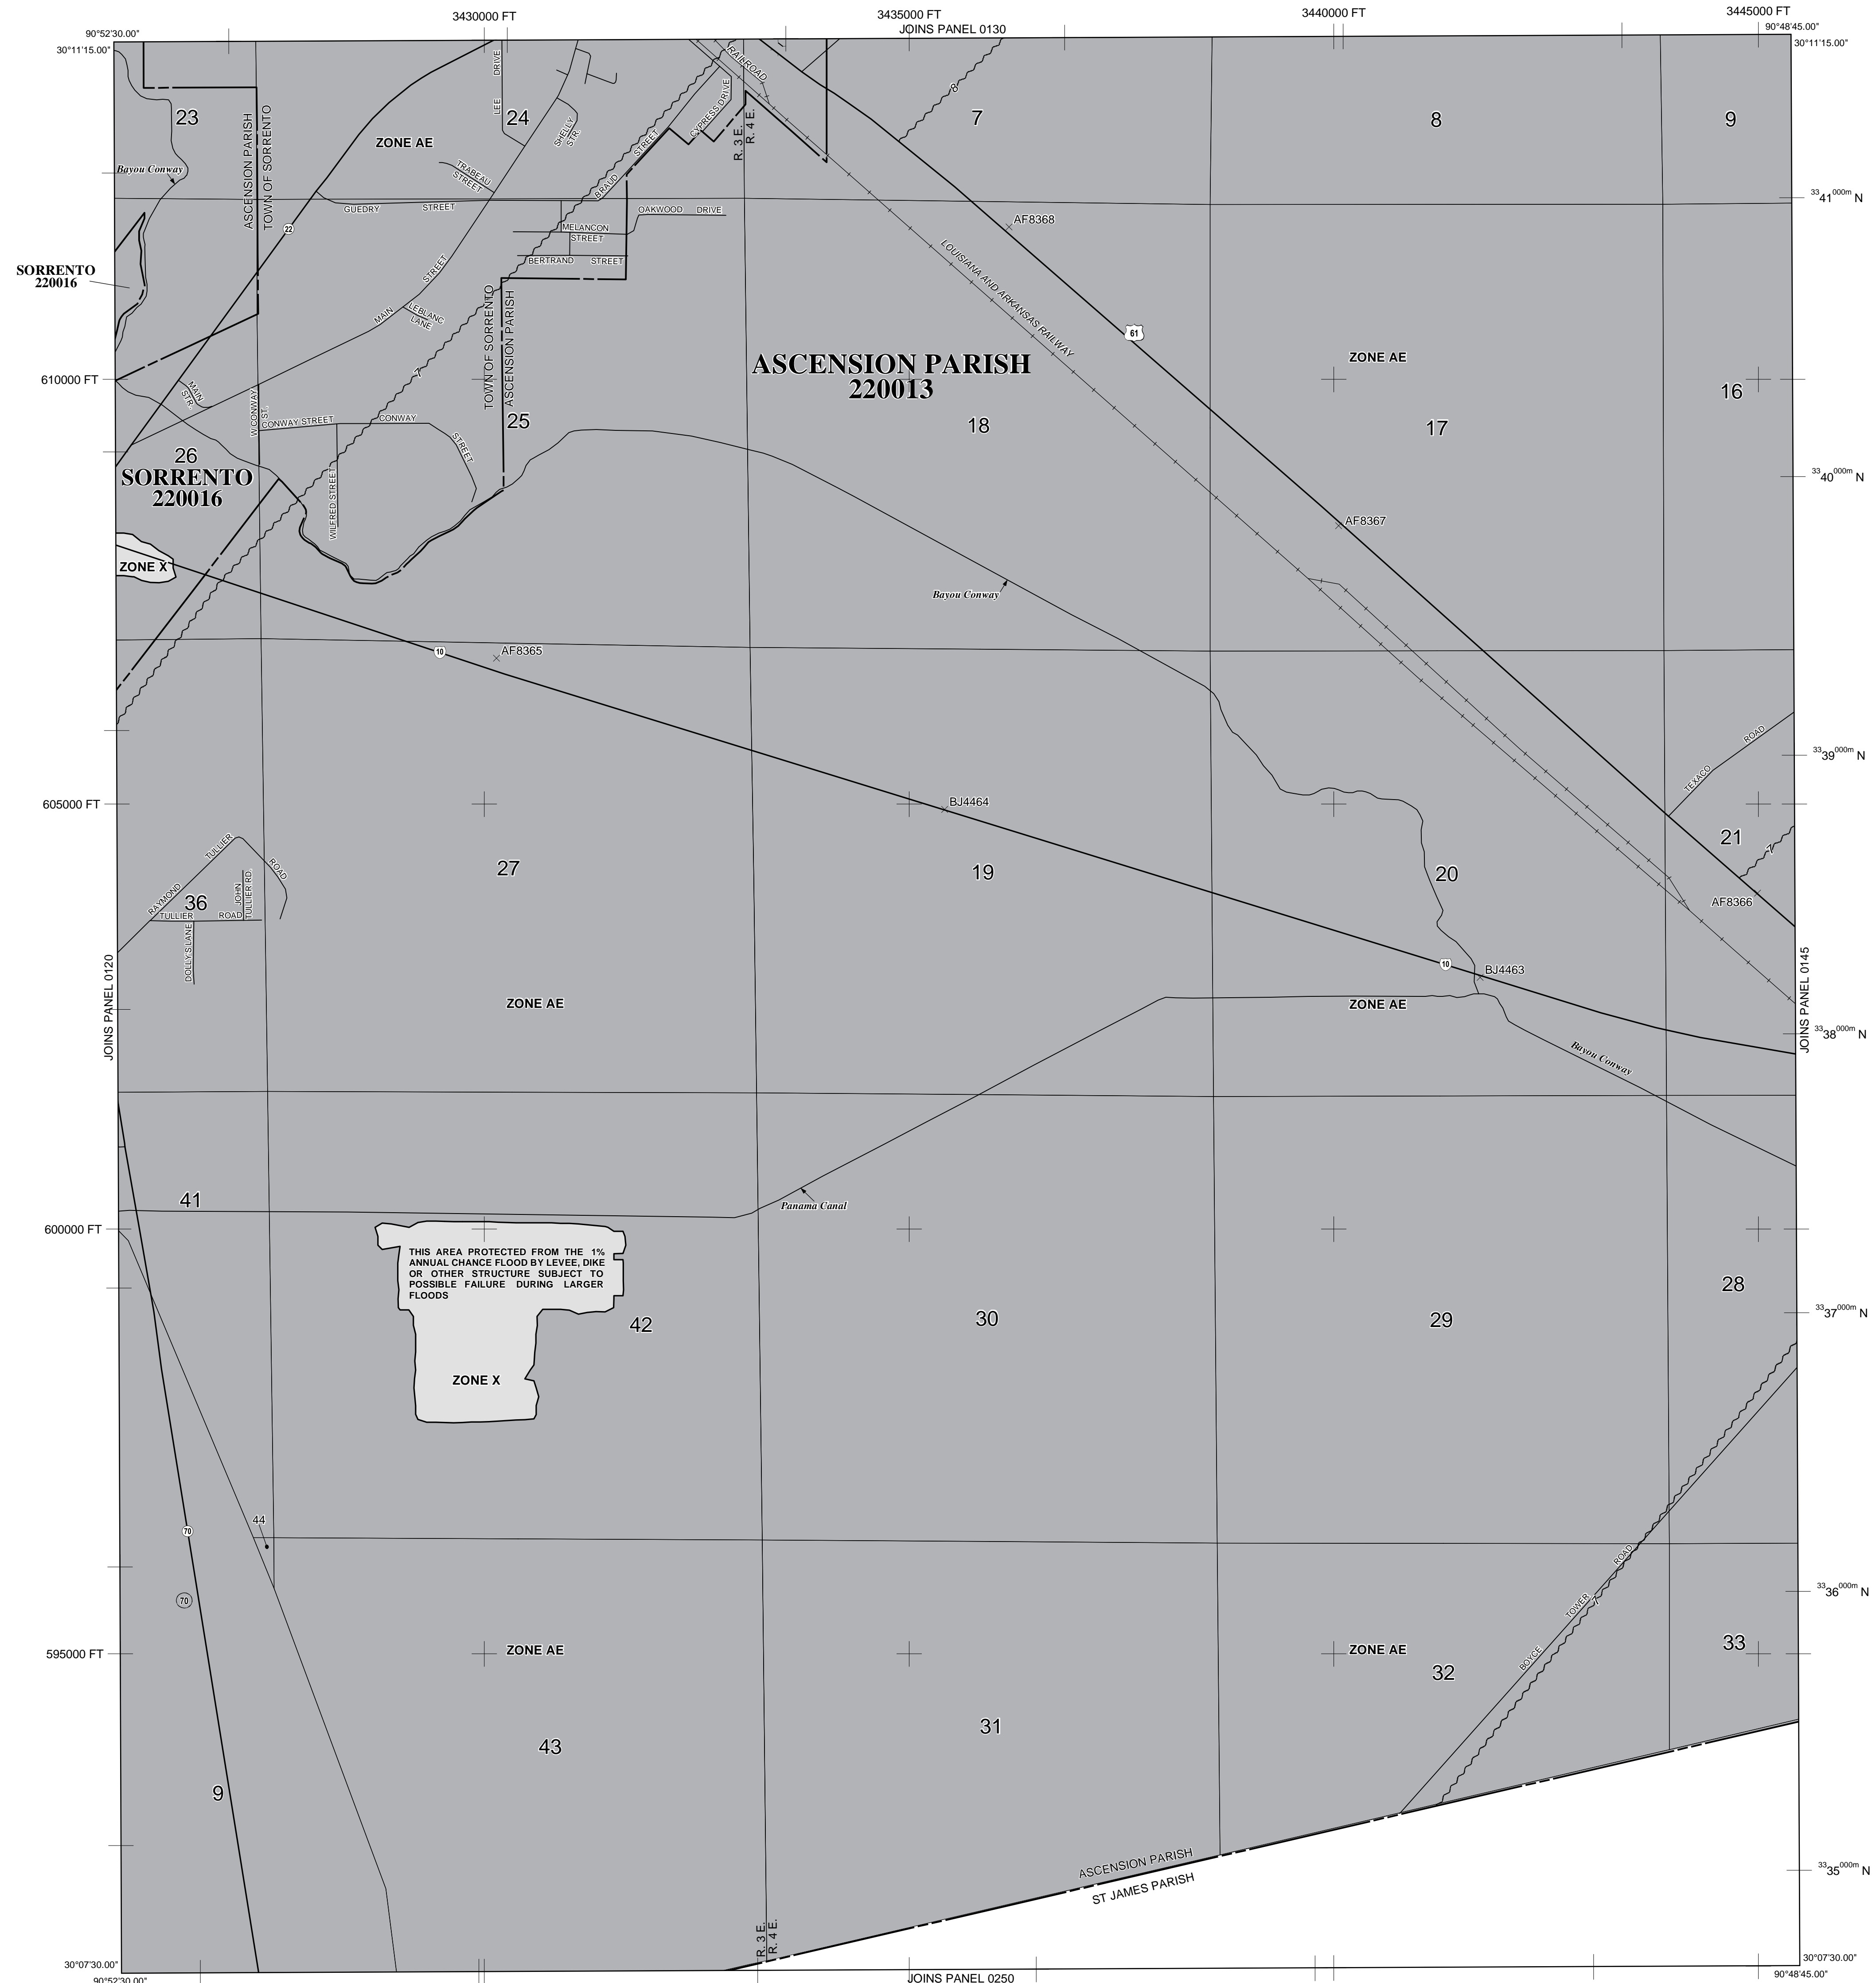 3430000 FT
3435000 FT
3440000 FT
3445000 FT
JOINS PANEL 0130
90°52'30.00"
30°11'15.00"
90°48'45.00"
30°11'15.00"
23
24
7
8
9
8
RAILROAD
LEE DRIVE
ZONE AE
SHELLY
STR.
CYPRESS DRIVE
R. 3 E.
R. 4 E.
ASCENSION PARISH
TOWN OF SORRENTO
Bayou Conway
TRABEAU
STREET
BRAUD STREET
GUEDRY STREET
OAKWOOD DRIVE
3341000m N
22
MELANCON
STREET
BERTRAND STREET
AF8368
LOUISIANA AND ARKANSAS RAILWAY
SORRENTO
220016
MAIN STREET
LEBLANC
LANE
TOWN OF SORRENTO
ASCENSION PARISH
61
ASCENSION PARISH
220013
ZONE AE
7
610000 FT
MAIN
STR.
W CONWAY
ST.
CONWAY STREET
CONWAY STREET
16
25
18
17
26
SORRENTO
220016
WILFRED STREET
3340000m N
AF8367
ZONE X
Bayou Conway
10
AF8365
TEXACO ROAD
3339000m N
605000 FT
BJ4464
21
7
RAYMOND TULLIER ROAD
27
19
20
36
JOHN
TULLIER RD.
TULLIER ROAD
AF8366
DOLLYS LANE
JOINS PANEL 0120
JOINS PANEL 0145
10
BJ4463
ZONE AE
ZONE AE
3338000m N
Bayou Conway
41
Panama Canal
600000 FT
THIS AREA PROTECTED FROM THE 1%
ANNUAL CHANCE FLOOD BY LEVEE, DIKE
OR OTHER STRUCTURE SUBJECT TO
POSSIBLE FAILURE DURING LARGER
FLOODS
28
3337000m N
42
30
29
ZONE X
44
70
70
BOYCE TOWER ROAD
7
3336000m N
595000 FT
ZONE AE
ZONE AE
33
32
31
43
9
ASCENSION PARISH
ST JAMES PARISH
3335000m N
R. 3 E.
R. 4 E.
30°07'30.00"
90°52'30.00"
JOINS PANEL 0250
30°07'30.00"
90°48'45.00"